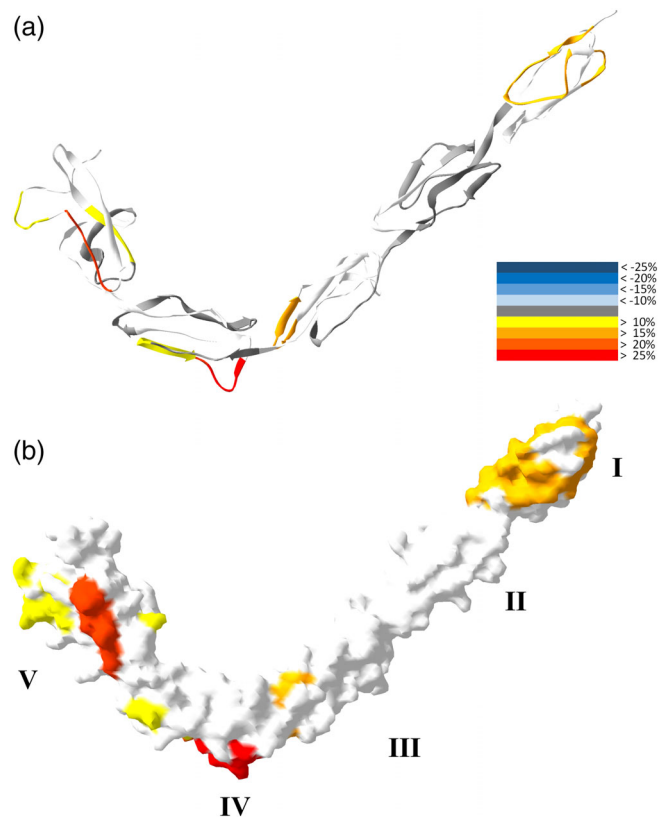 (a)
< -25%
< -20%
< -15%
< -10%
> 10%
> 15%
> 20%
> 25%
(b)
I
II
V
III
IV